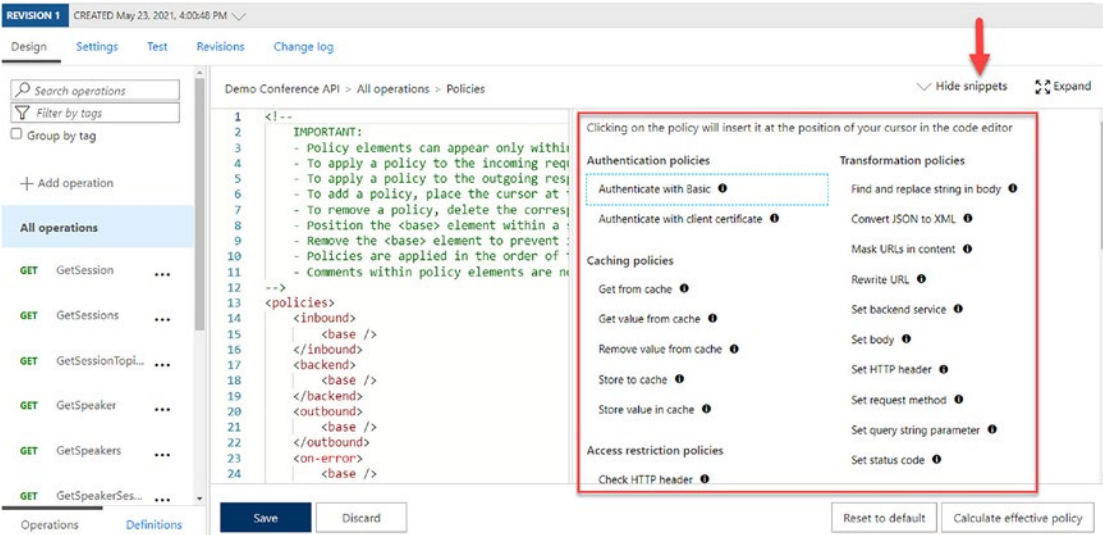 REVISION 1 CREATED May 23, 2021, 4:00:48 PM
Design Settings Test Revisions Change log
Search operations
Filter by tags
Group by tag
+ Add operation
All operations
GET GetSession ...
GET GetSessions ...
GET GetSessionTopi... ...
GET GetSpeaker ...
GET GetSpeakers ...
GET GetSpeakerSes... ...
Operations Definitions
Demo Conference API > All operations > Policies
Hide snippets Expand
1 <!--
2 IMPORTANT:
3 - Policy elements can appear only within
4 - To apply a policy to the incoming requ
5 - To apply a policy to the outgoing resp
6 - To add a policy, place the cursor at
7 - To remove a policy, delete the corresp
8 - Position the <base> element within a
9 - Remove the <base> element to prevent
10 - Policies are applied in the order of
11 - Comments within policy elements are no
12 -->
13 <policies>
14 <inbound>
15 <base />
16 </inbound>
17 <backend>
18 <base />
19 </backend>
20 <outbound>
21 <base />
22 </outbound>
23 <on-error>
24 <base />
Clicking on the policy will insert it at the position of your cursor in the code editor
Authentication policies
Authenticate with Basic
Authenticate with client certificate
Caching policies
Get from cache
Get value from cache
Remove value from cache
Store to cache
Store value in cache
Access restriction policies
Check HTTP header
Transformation policies
Find and replace string in body
Convert JSON to XML
Mask URLs in content
Rewrite URL
Set backend service
Set body
Set HTTP header
Set request method
Set query string parameter
Set status code
Save Discard Reset to default Calculate effective policy